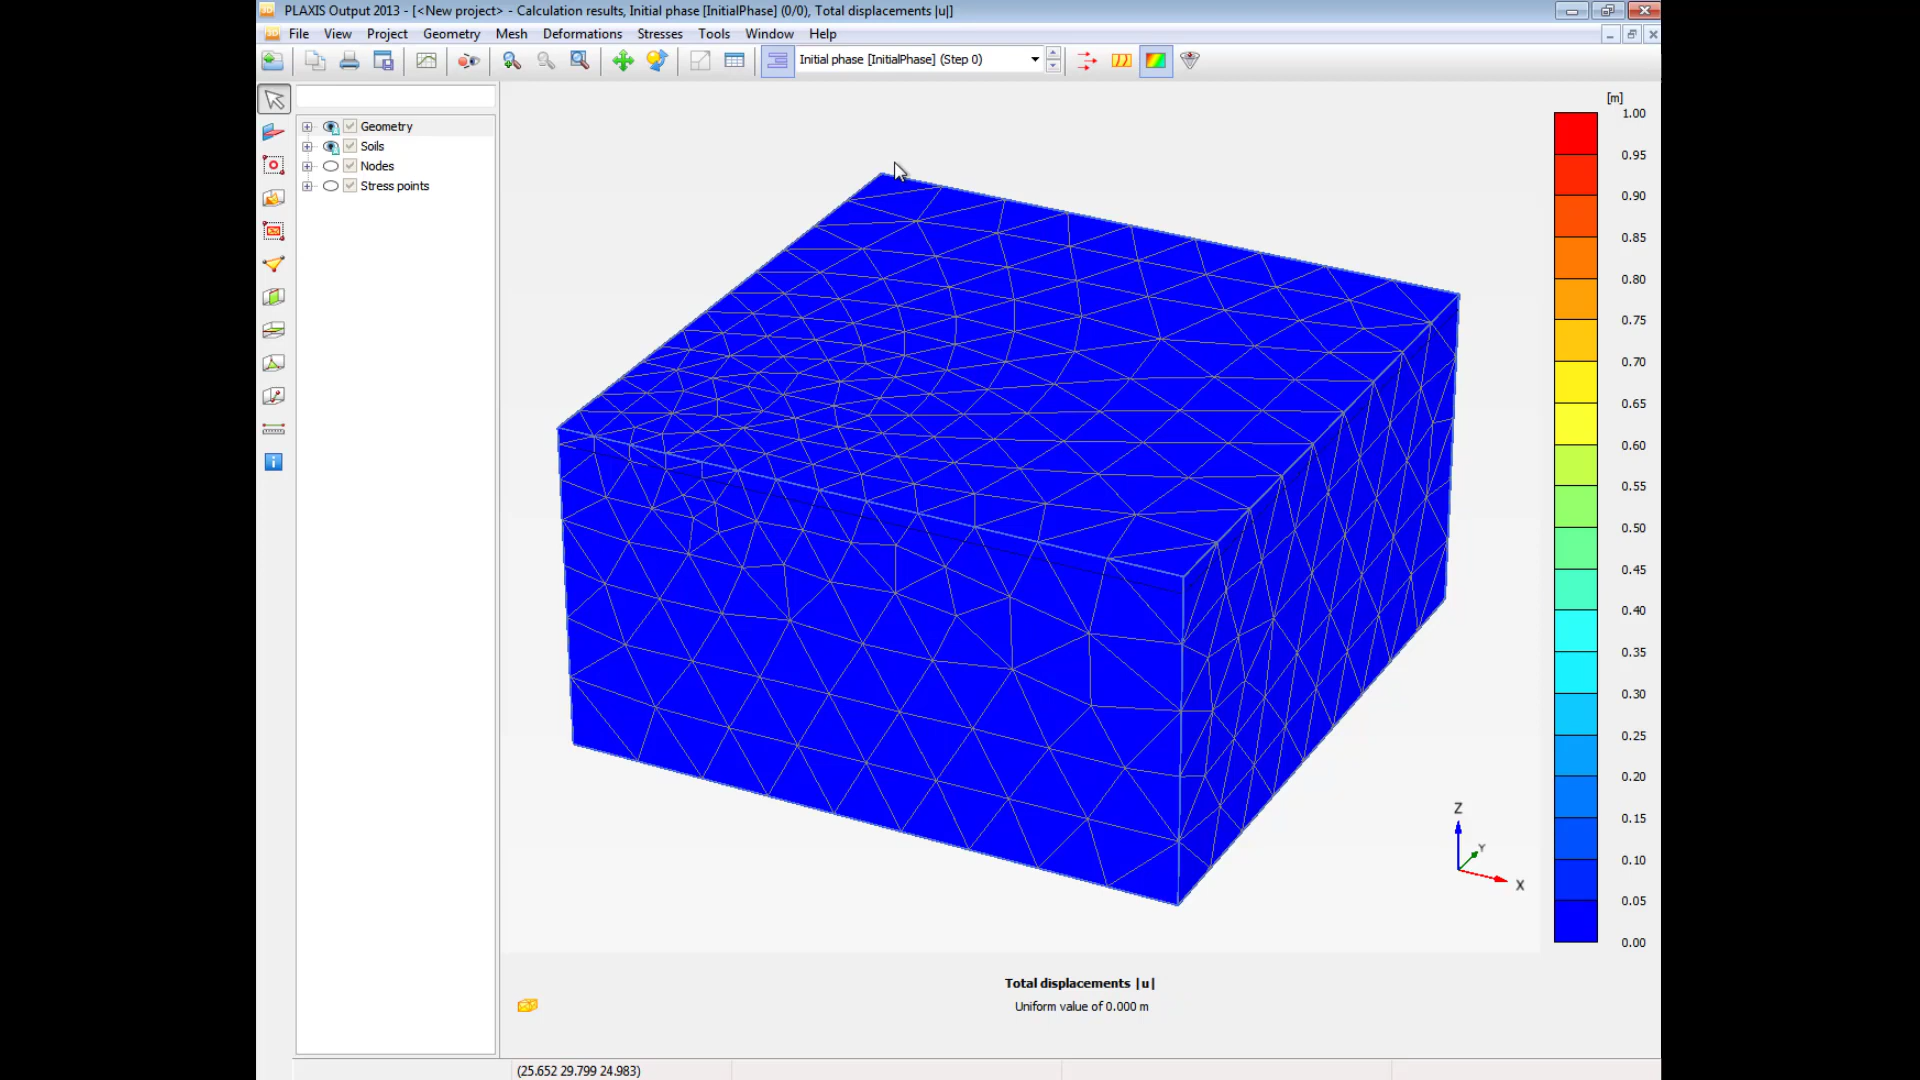 PLAXIS Output 2013 - [<New project> - Calculation results, Initial phase [InitialPhase] (0/0), Total displacements |u|]
File View Project Geometry Mesh Deformations Stresses Tools Window Help
Initial phase [InitialPhase] (Step 0)
Geometry
Soils
Nodes
Stress points
[m]
1.00
0.95
0.90
0.85
0.80
0.75
0.70
0.65
0.60
0.55
0.50
0.45
0.40
0.35
0.30
0.25
0.20
0.15
0.10
0.05
0.00
Z
Y
X
Total displacements |u|
Uniform value of 0.000 m
(25.652 29.799 24.983)